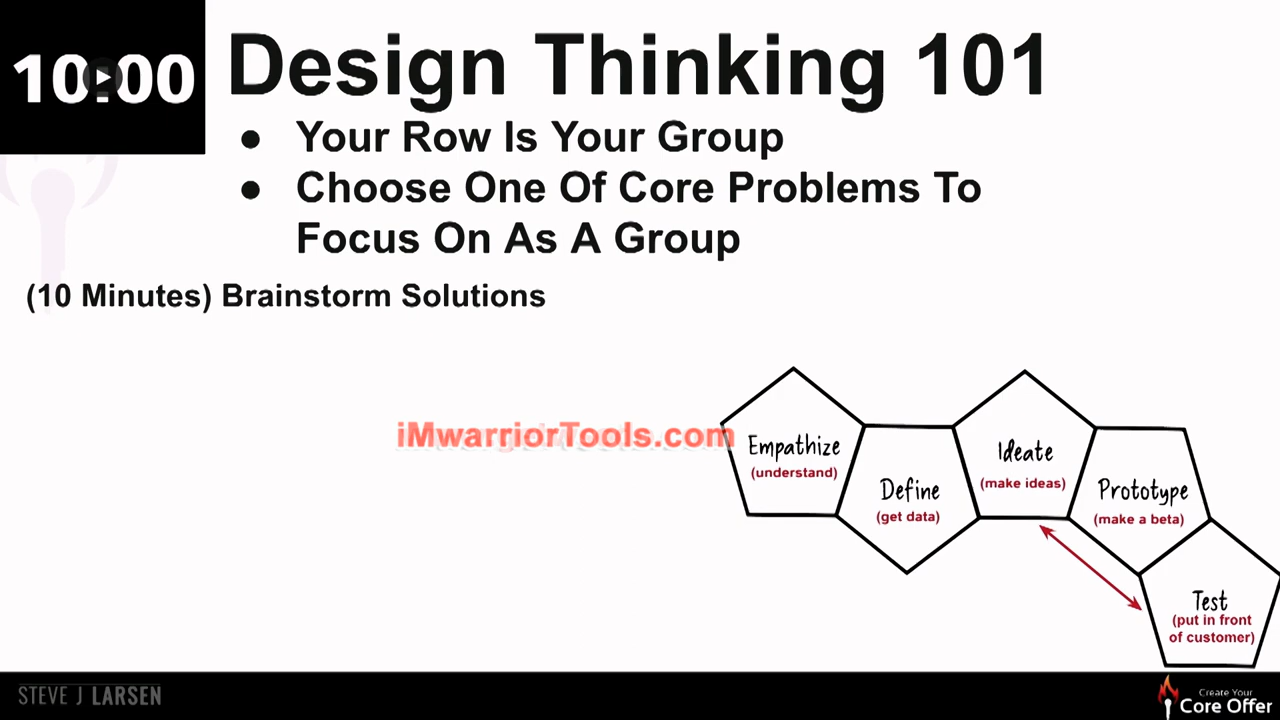 10:00
Design Thinking 101
● Your Row Is Your Group
● Choose One Of Core Problems To
Focus On As A Group
(10 Minutes) Brainstorm Solutions
iMwarriorTools.com
Empathize
(understand)
Define
(get data)
Ideate
(make ideas)
Prototype
(make a beta)
Test
(put in front
of customer)
STEVE J LARSEN
Create Your
Core Offer